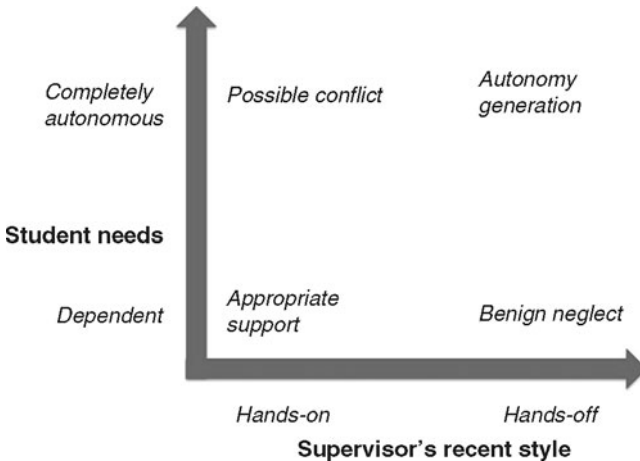 Completely
autonomous
Possible conflict
Autonomy
generation
Student needs
Dependent
Appropriate
support
Benign neglect
Hands-on
Hands-off
Supervisor's recent style